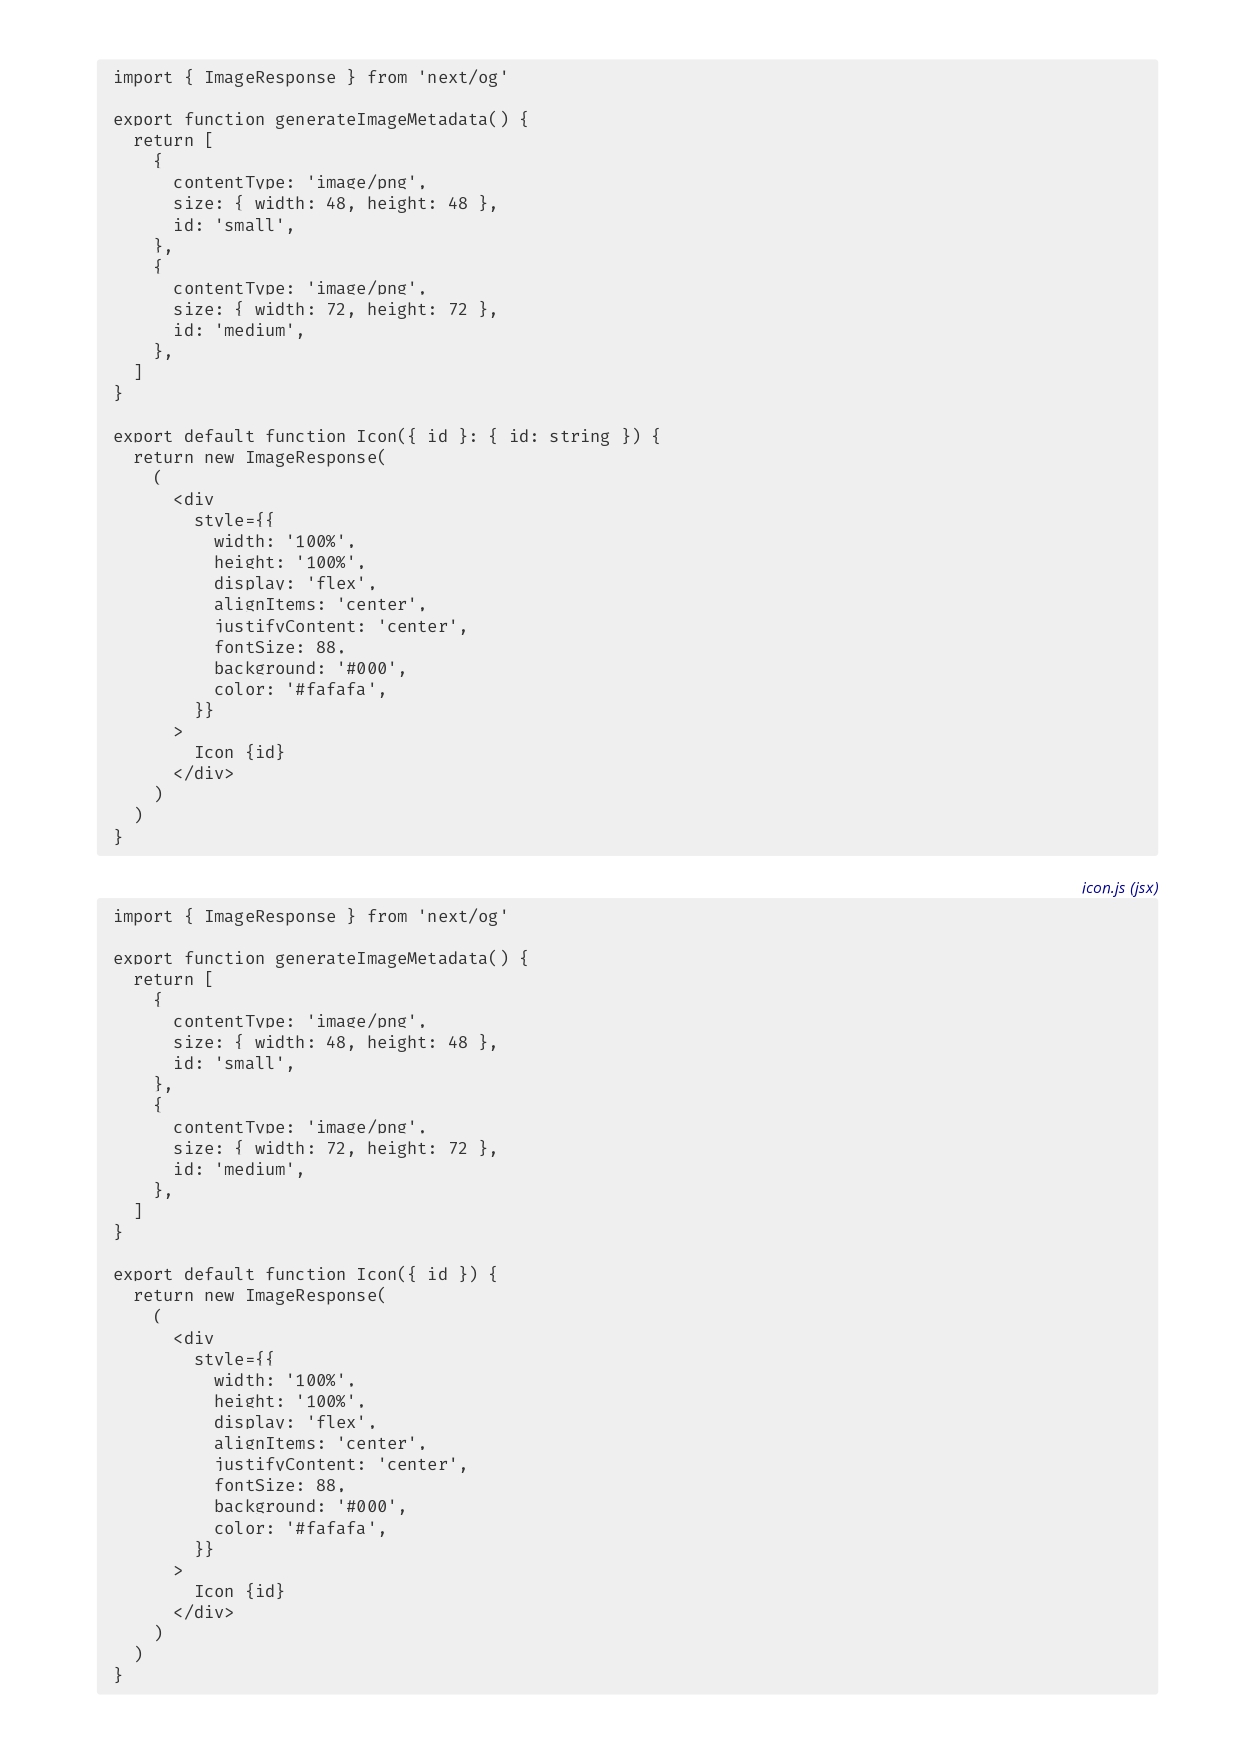 import { ImageResponse } from 'next/og'

export function generateImageMetadata() {
  return [
    {
      contentType: 'image/png',
      size: { width: 48, height: 48 },
      id: 'small',
    },
    {
      contentType: 'image/png',
      size: { width: 72, height: 72 },
      id: 'medium',
    },
  ]
}

export default function Icon({ id }: { id: string }) {
  return new ImageResponse(
    (
      <div
        style={{
          width: '100%',
          height: '100%',
          display: 'flex',
          alignItems: 'center',
          justifyContent: 'center',
          fontSize: 88,
          background: '#000',
          color: '#fafafa',
        }}
      >
        Icon {id}
      </div>
    )
  )
}

icon.js (jsx)
import { ImageResponse } from 'next/og'

export function generateImageMetadata() {
  return [
    {
      contentType: 'image/png',
      size: { width: 48, height: 48 },
      id: 'small',
    },
    {
      contentType: 'image/png',
      size: { width: 72, height: 72 },
      id: 'medium',
    },
  ]
}

export default function Icon({ id }) {
  return new ImageResponse(
    (
      <div
        style={{
          width: '100%',
          height: '100%',
          display: 'flex',
          alignItems: 'center',
          justifyContent: 'center',
          fontSize: 88,
          background: '#000',
          color: '#fafafa',
        }}
      >
        Icon {id}
      </div>
    )
  )
}